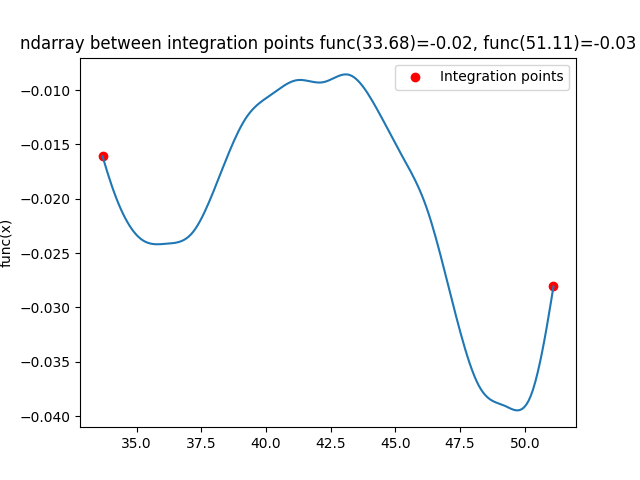 ndarray between integration points func(33.68)=-0.02, func(51.11)=-0.03
Integration points
−0.010
−0.015
−0.020
−0.025
−0.030
−0.035
−0.040
func(x)
35.0 37.5 40.0 42.5 45.0 47.5 50.0